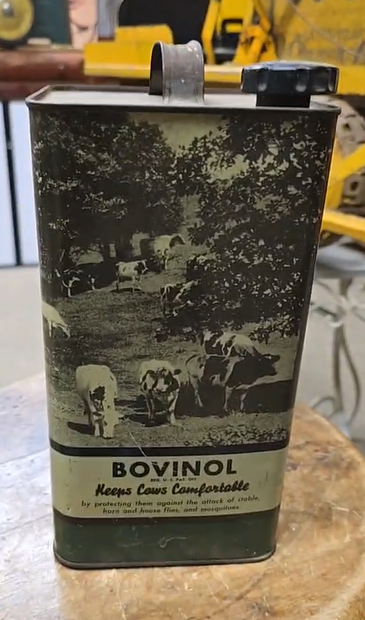 BOVINOL
REG. U. S. PAT. OFF.
Keeps Cows Comfortable
by protecting them against the attack of stable,
horn and house flies, and mosquitoes.